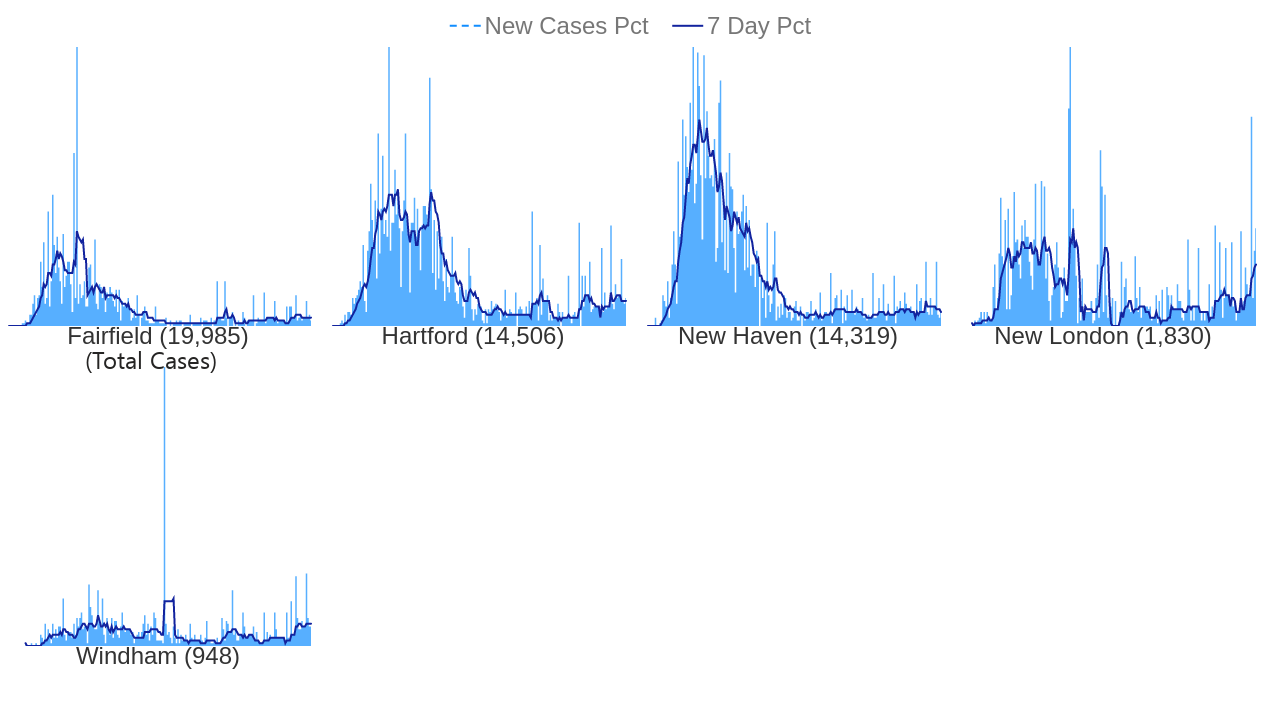 New Cases Pct 7 Day Pct
Fairfield (19,985) Hartford (14,506) New Haven (14,319) New London (1,830)
(Total Cases)
Windham (948)